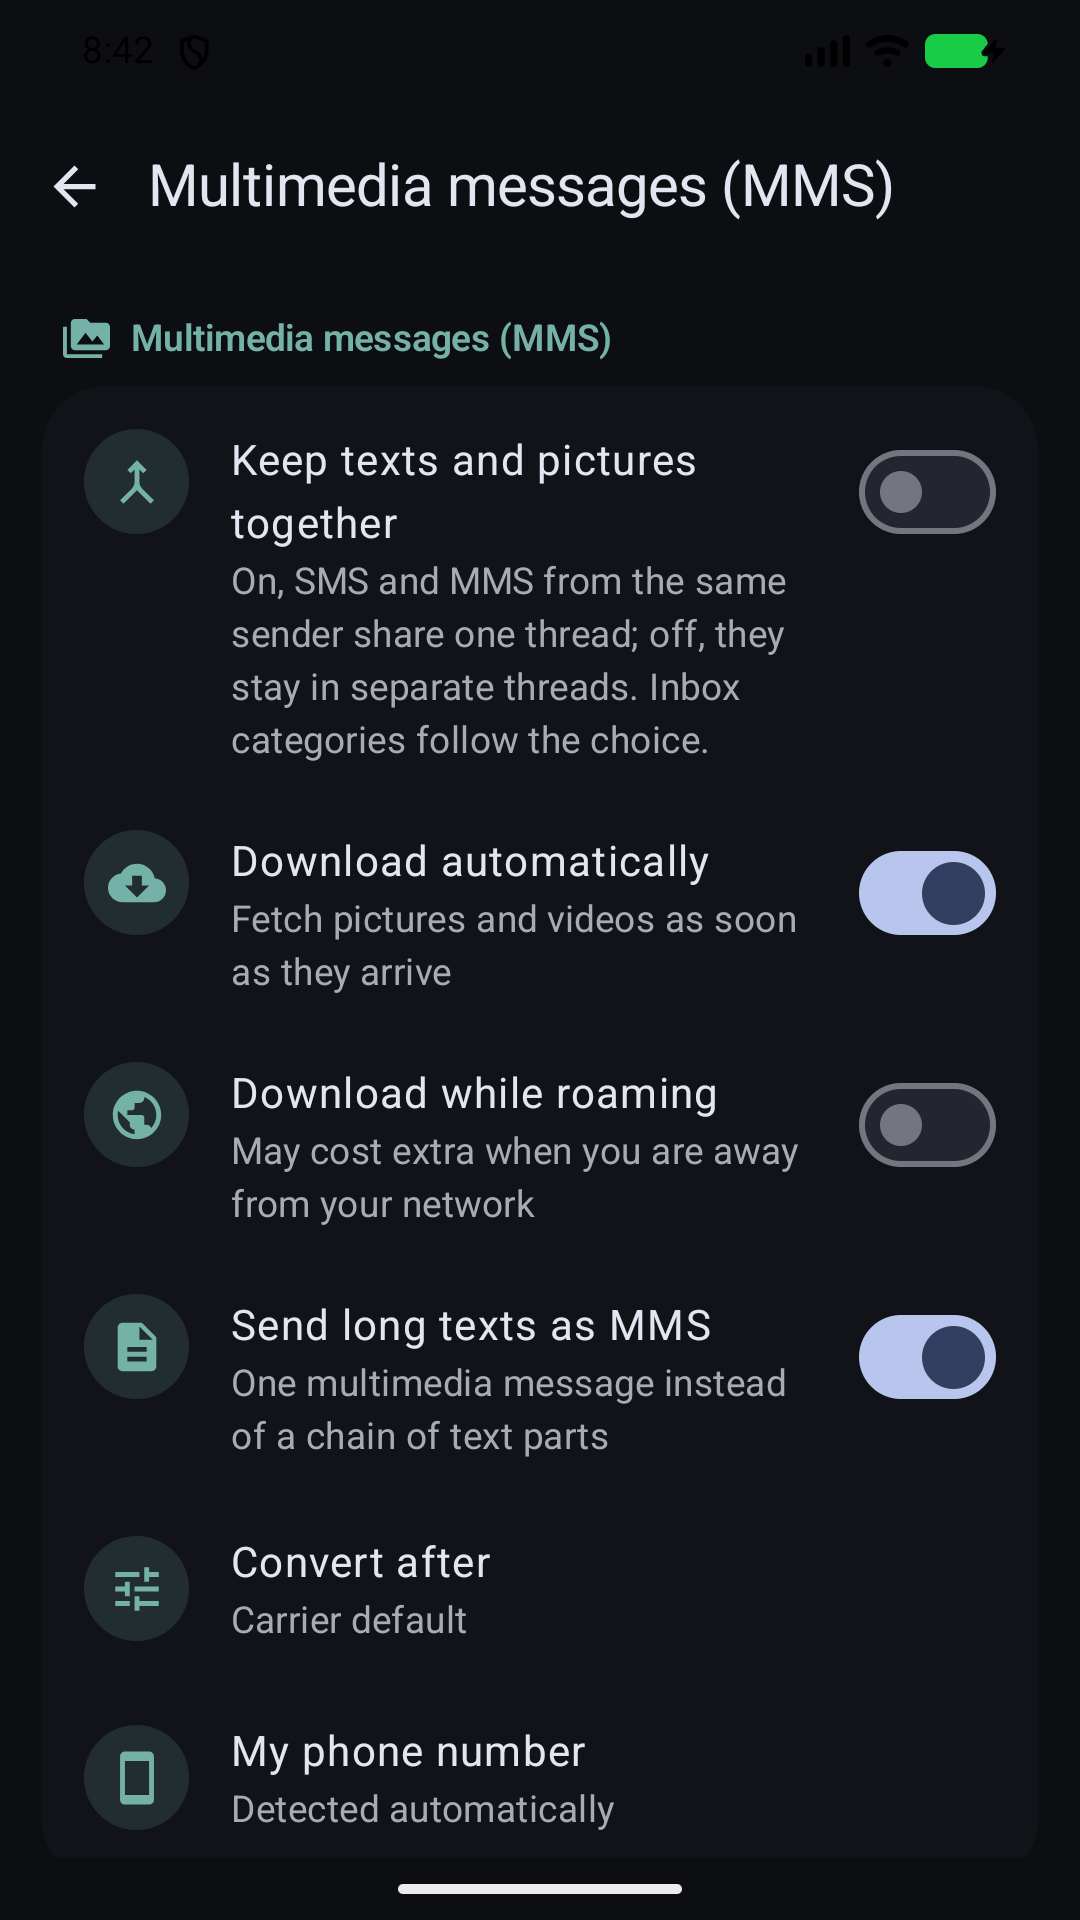 8:42
Multimedia messages (MMS)
Multimedia messages (MMS)
Keep texts and pictures
together
On, SMS and MMS from the same
sender share one thread; off, they
stay in separate threads. Inbox
categories follow the choice.
Download automatically
Fetch pictures and videos as soon
as they arrive
Download while roaming
May cost extra when you are away
from your network
Send long texts as MMS
One multimedia message instead
of a chain of text parts
Convert after
Carrier default
My phone number
Detected automatically